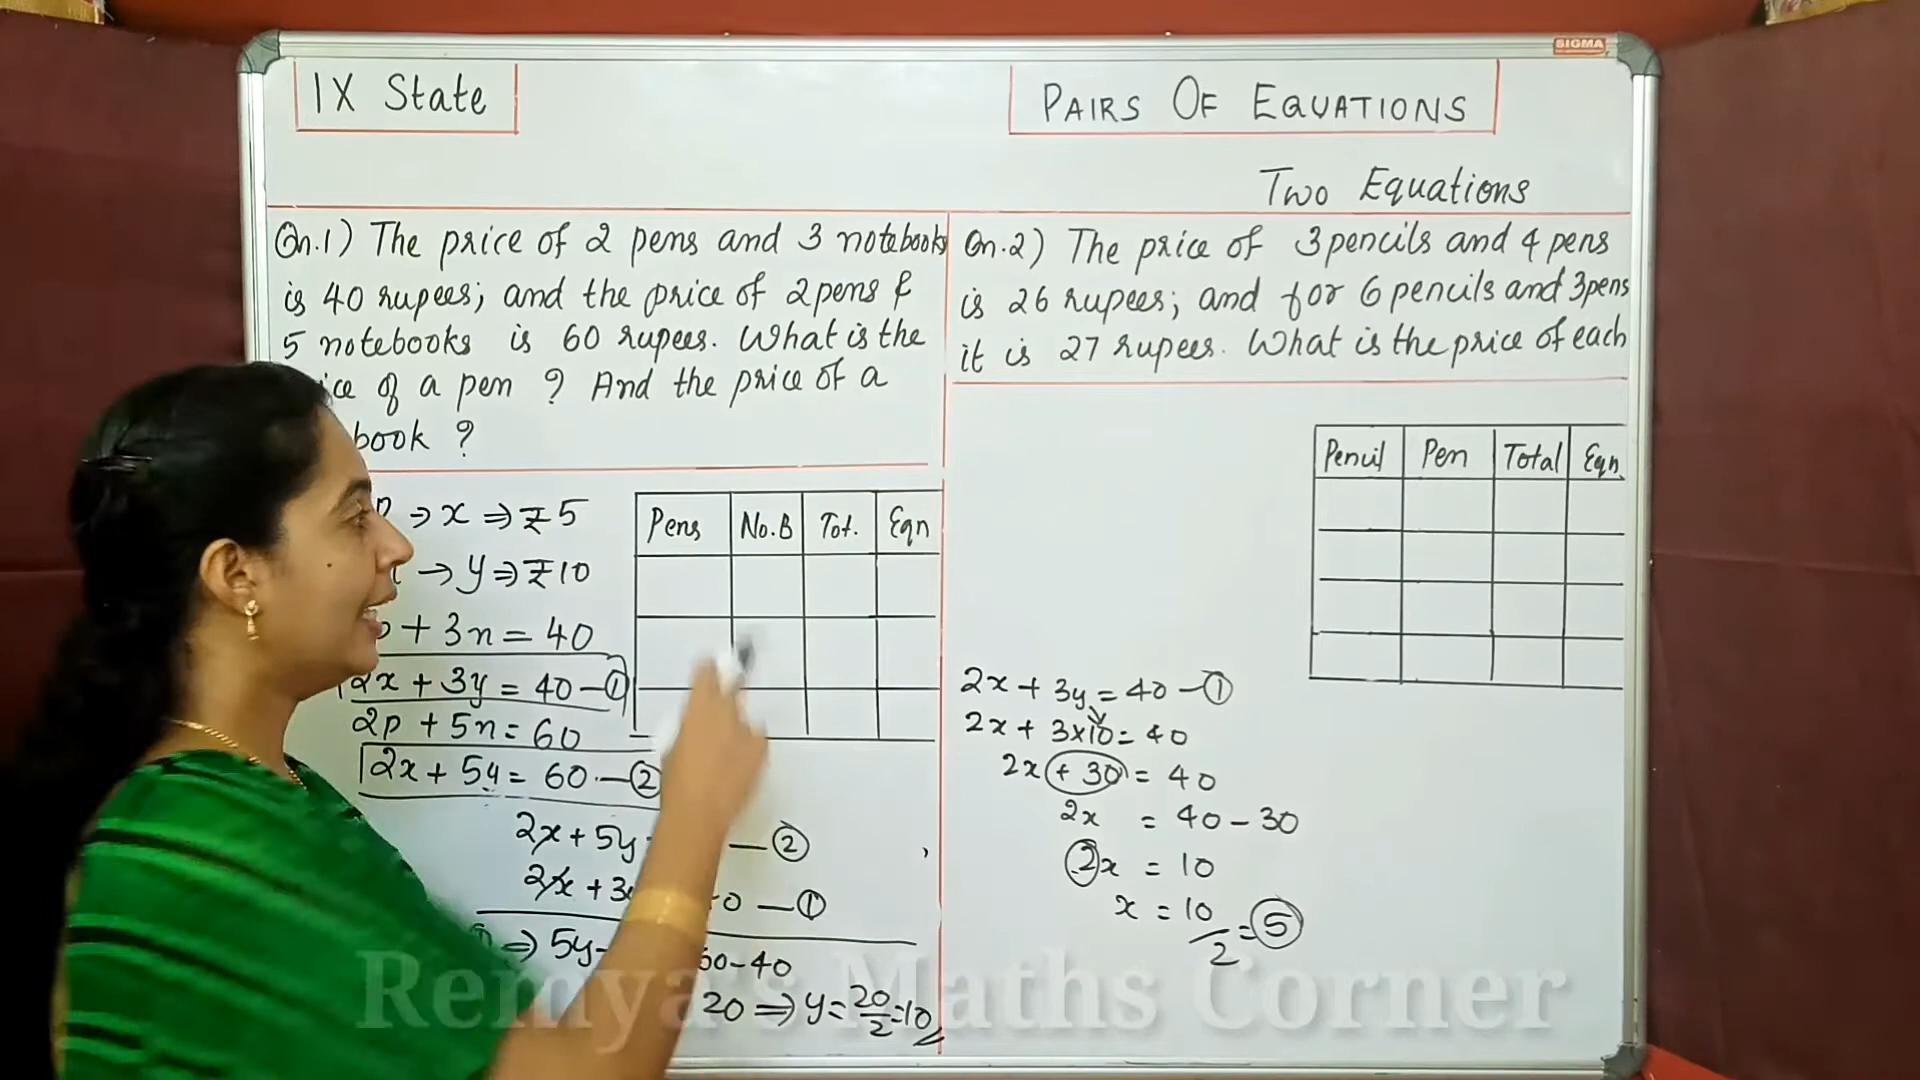 SIGMA
IX State
PAIRS OF EQUATIONS
Two Equations
Qn.1) The price of 2 pens and 3 notebooks
is 40 rupees; and the price of 2 pens &
5 notebooks is 60 rupees. What is the
ice of a pen ? And the price of a
book ?
→ x ⇒ ₹5
→ y ⇒ ₹10
+ 3n = 40
2x + 3y = 40 — ①
2p + 5n = 60
2x + 5y = 60 — ②
2x + 5y — ②
2x + 3 0 — ①
⇒ 5y - 60-40
20 ⇒ y = 20/2 = 10
Pens No.B Tot. Eqn
Qn.2) The price of 3 pencils and 4 pens
is 26 rupees; and for 6 pencils and 3 pens
it is 27 rupees. What is the price of each
Pencil Pen Total Eqn
2x + 3y = 40 — ①
2x + 3×10 = 40
2x + 30 = 40
2x = 40 - 30
2x = 10
x = 10/2 = 5
Remya's Maths Corner